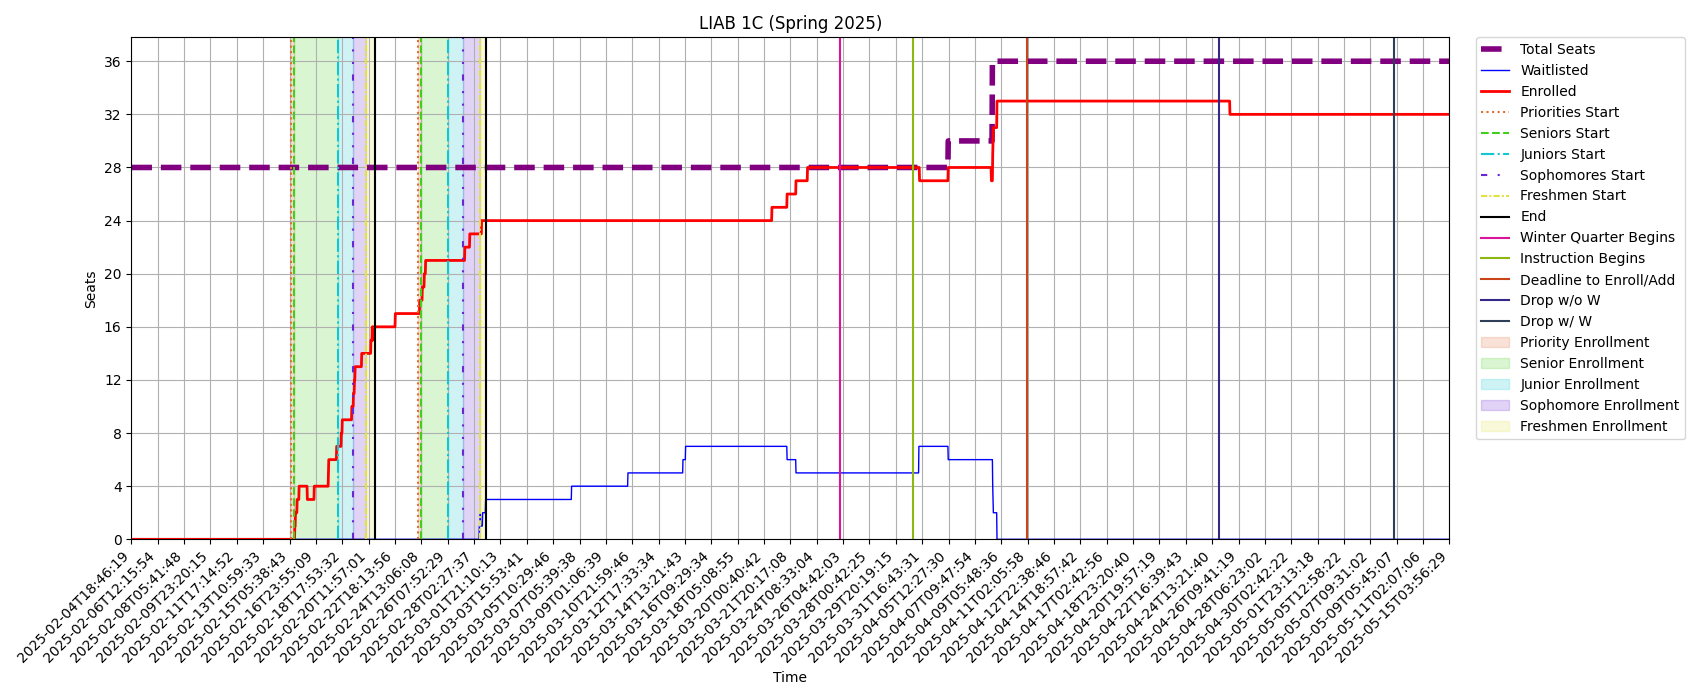 LIAB 1C (Spring 2025)
Seats
36
32
28
24
20
16
12
8
4
0
2025-02-04T18:46:19
2025-02-06T12:15:54
2025-02-08T05:41:48
2025-02-09T23:20:15
2025-02-11T17:14:52
2025-02-13T10:59:33
2025-02-15T05:38:43
2025-02-16T23:55:09
2025-02-18T17:53:32
2025-02-20T11:57:01
2025-02-22T18:13:56
2025-02-24T13:06:08
2025-02-26T07:52:29
2025-02-28T02:27:37
2025-03-01T21:10:13
2025-03-03T15:53:41
2025-03-05T10:29:46
2025-03-07T05:39:38
2025-03-09T01:06:39
2025-03-10T21:59:46
2025-03-12T17:33:34
2025-03-14T13:21:43
2025-03-16T09:29:34
2025-03-18T05:08:55
2025-03-20T00:40:42
2025-03-21T20:17:08
2025-03-24T08:33:04
2025-03-26T04:42:03
2025-03-28T00:42:25
2025-03-29T20:19:15
2025-03-31T16:43:31
2025-04-05T12:27:30
2025-04-07T09:47:54
2025-04-09T05:48:36
2025-04-11T02:05:58
2025-04-12T22:38:46
2025-04-14T18:57:42
2025-04-17T02:42:56
2025-04-18T23:20:40
2025-04-20T19:57:19
2025-04-22T16:39:43
2025-04-24T13:21:40
2025-04-26T09:41:19
2025-04-28T06:23:02
2025-04-30T02:42:22
2025-05-01T23:13:18
2025-05-05T12:58:22
2025-05-07T09:31:02
2025-05-09T05:45:07
2025-05-11T02:07:06
2025-05-15T03:56:29
Time
Total Seats
Waitlisted
Enrolled
Priorities Start
Seniors Start
Juniors Start
Sophomores Start
Freshmen Start
End
Winter Quarter Begins
Instruction Begins
Deadline to Enroll/Add
Drop w/o W
Drop w/ W
Priority Enrollment
Senior Enrollment
Junior Enrollment
Sophomore Enrollment
Freshmen Enrollment